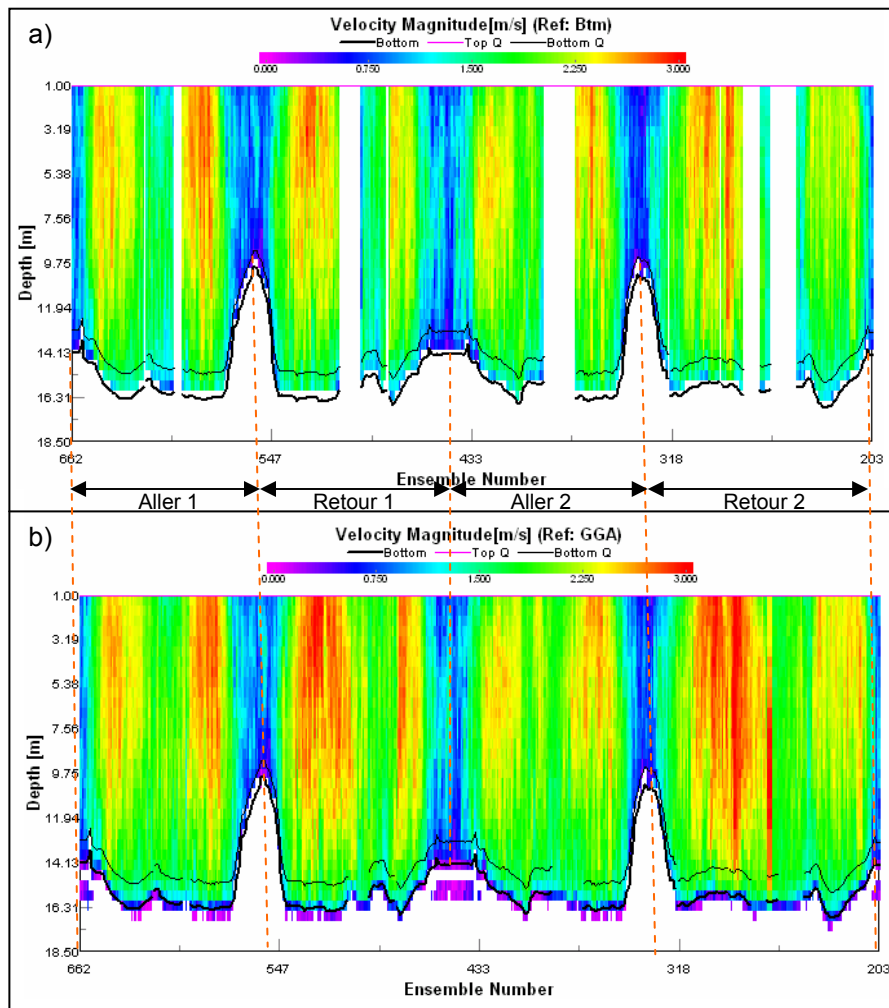 a)
Velocity Magnitude[m/s] (Ref: Btm)
Bottom Top Q Bottom Q
0.000 0.750 1.500 2.250 3.000
1.00
3.19
5.38
7.56
9.75
11.94
14.13
16.31
18.50
Depth [m]
662 547 433 318 203
Ensemble Number
Aller 1 Retour 1 Aller 2 Retour 2
b)
Velocity Magnitude[m/s] (Ref: GGA)
Bottom Top Q Bottom Q
0.000 0.750 1.500 2.250 3.000
1.00
3.19
5.38
7.56
9.75
11.94
14.13
16.31
18.50
Depth [m]
662 547 433 318 203
Ensemble Number